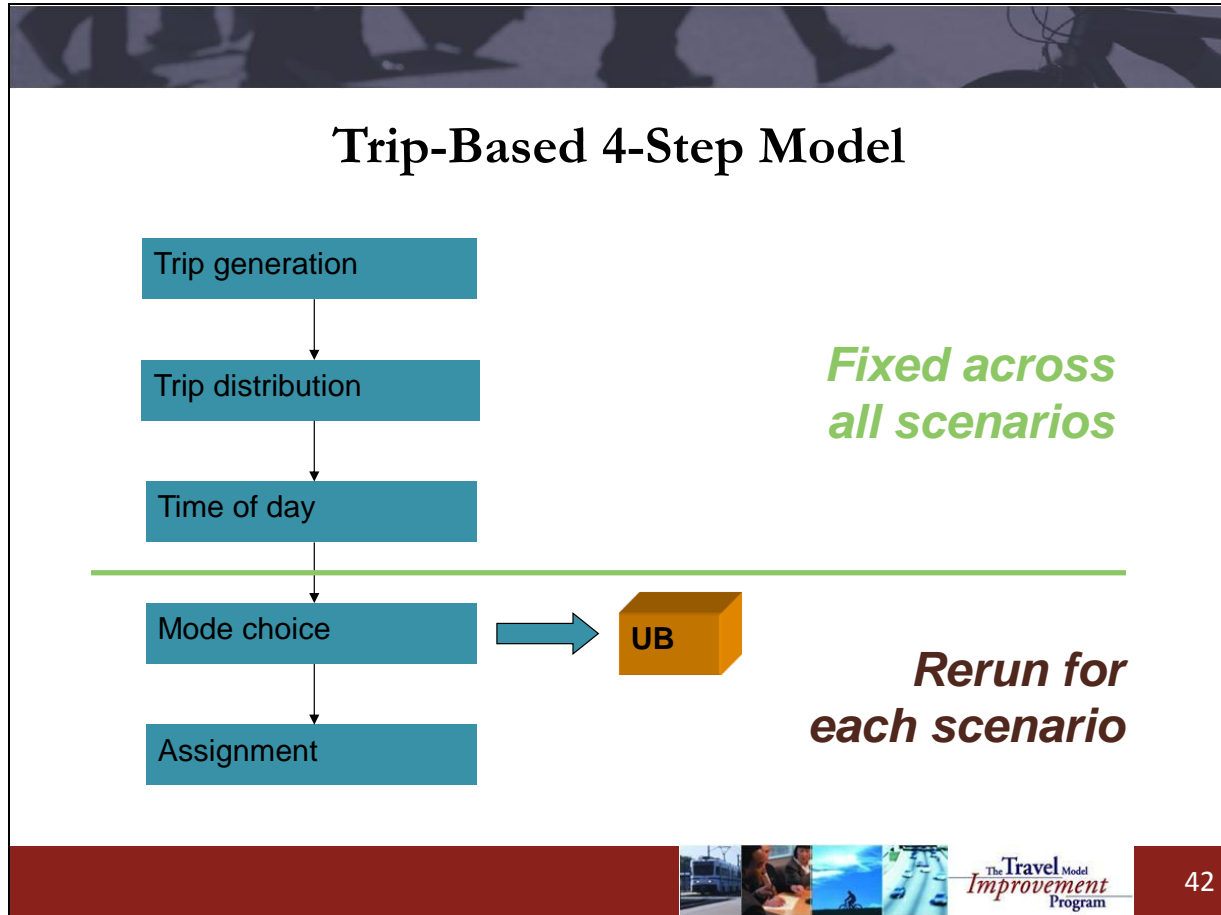 Trip-Based 4-Step Model
Trip generation
Trip distribution
Fixed across
all scenarios
Time of day
Mode choice
UB
Rerun for
each scenario
Assignment
The Travel Model
Improvement
Program
42